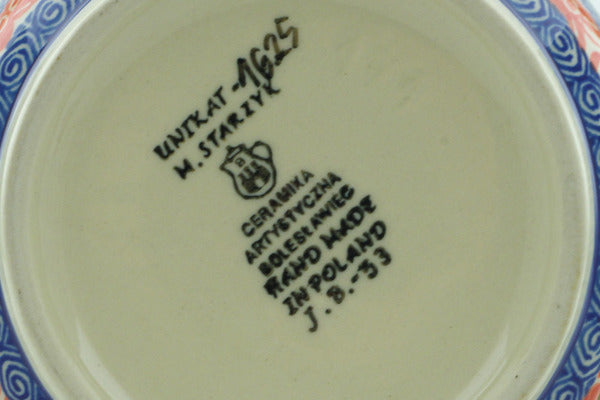 UNIKAT-1625
M. STARZYK
B
CERAMIKA
ARTYSTYCZNA
BOLESŁAWIEC
HAND MADE
IN POLAND
J.B.-33